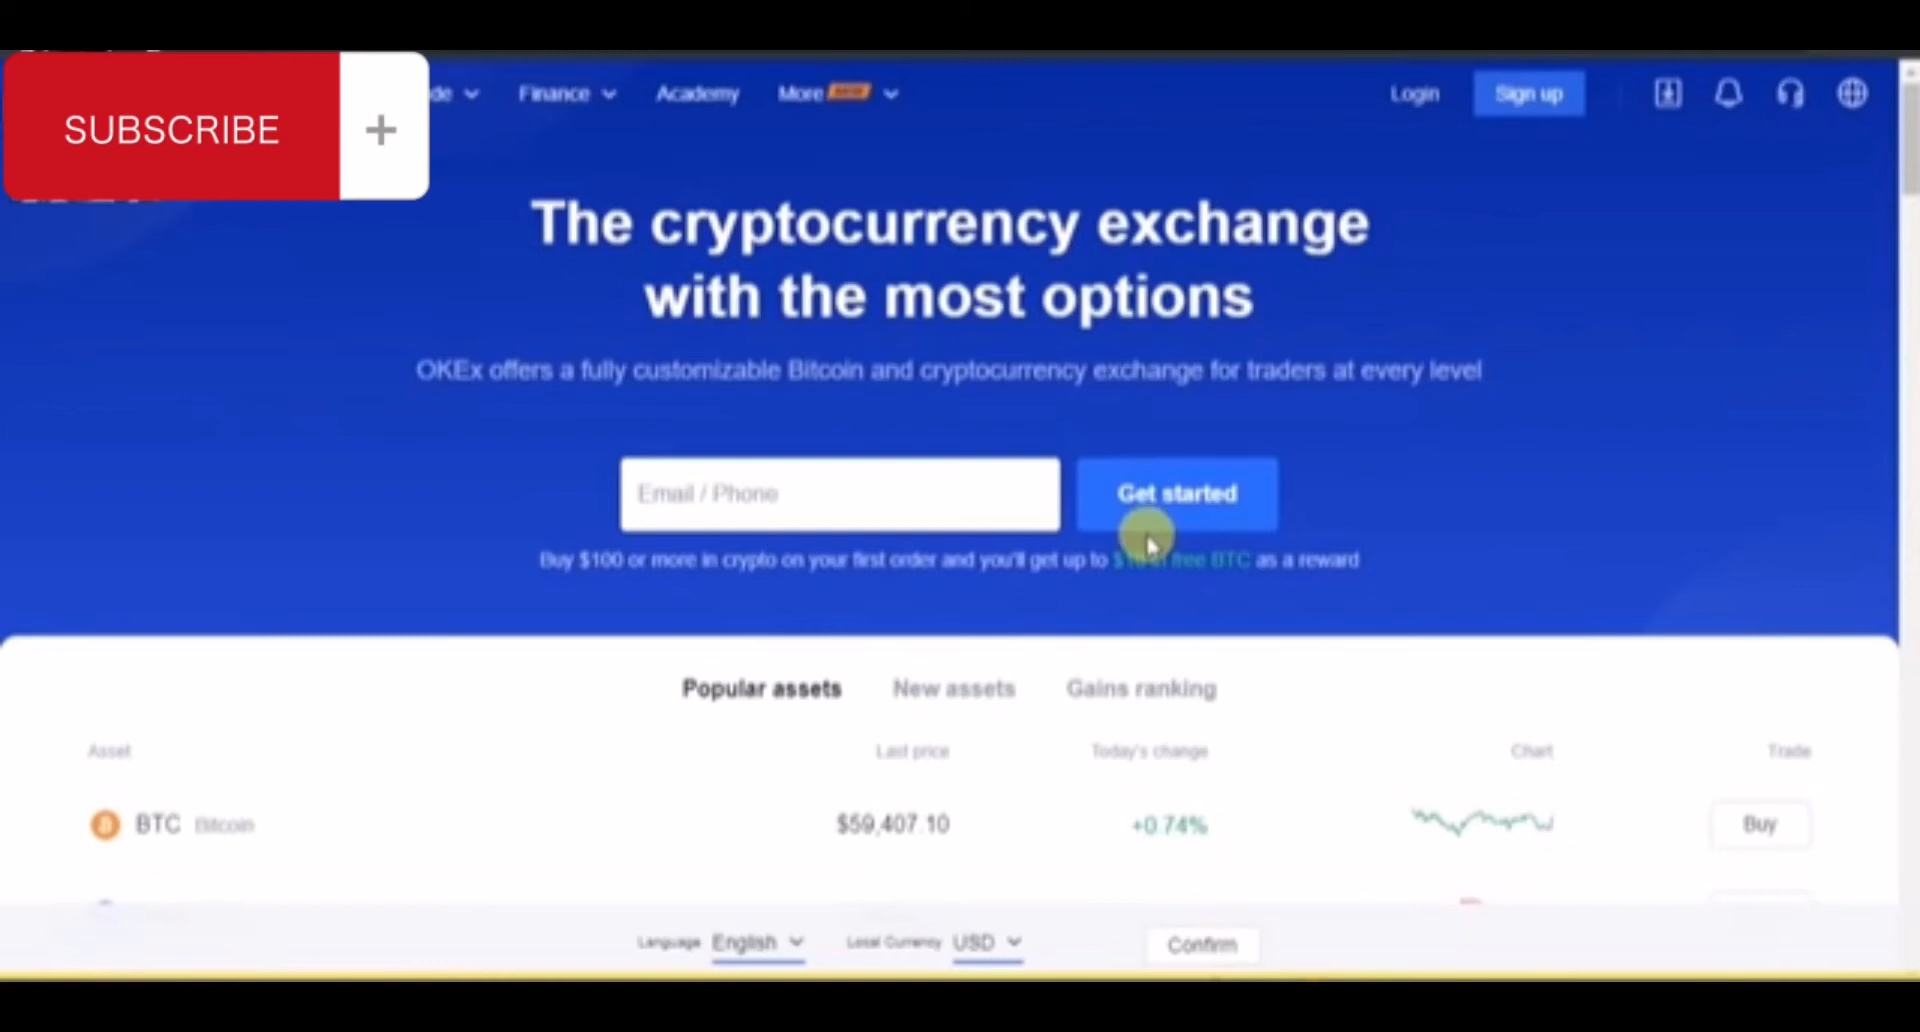 SUBSCRIBE +
de Finance Academy More Login Sign up
The cryptocurrency exchange
with the most options
OKEx offers a fully customizable Bitcoin and cryptocurrency exchange for traders at every level
Email / Phone Get started
Buy $100 or more in crypto on your first order and you'll get up to free BTC as a reward
Popular assets New assets Gains ranking
Asset Last price Today's change Chart Trade
BTC Bitcoin $59,407.10 +0.74% Buy
Language English Local Currency USD Confirm